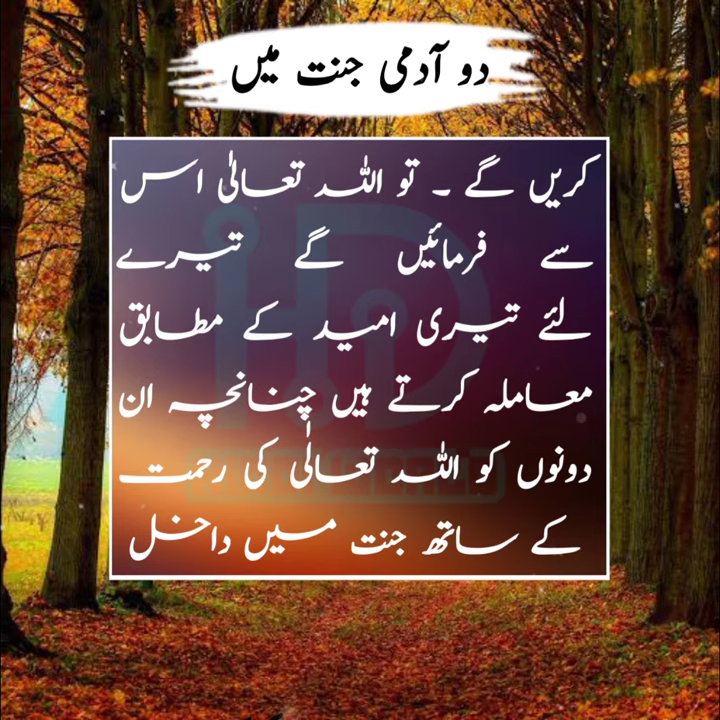 دو آدمی جنت میں
کریں گے ۔ تو اللہ تعالیٰ اس
سے فرمائیں گے تیرے
لئے تیری امید کے مطابق
معاملہ کرتے ہیں چنانچہ ان
دونوں کو اللہ تعالٰی کی رحمت
کے ساتھ جنت میں داخل